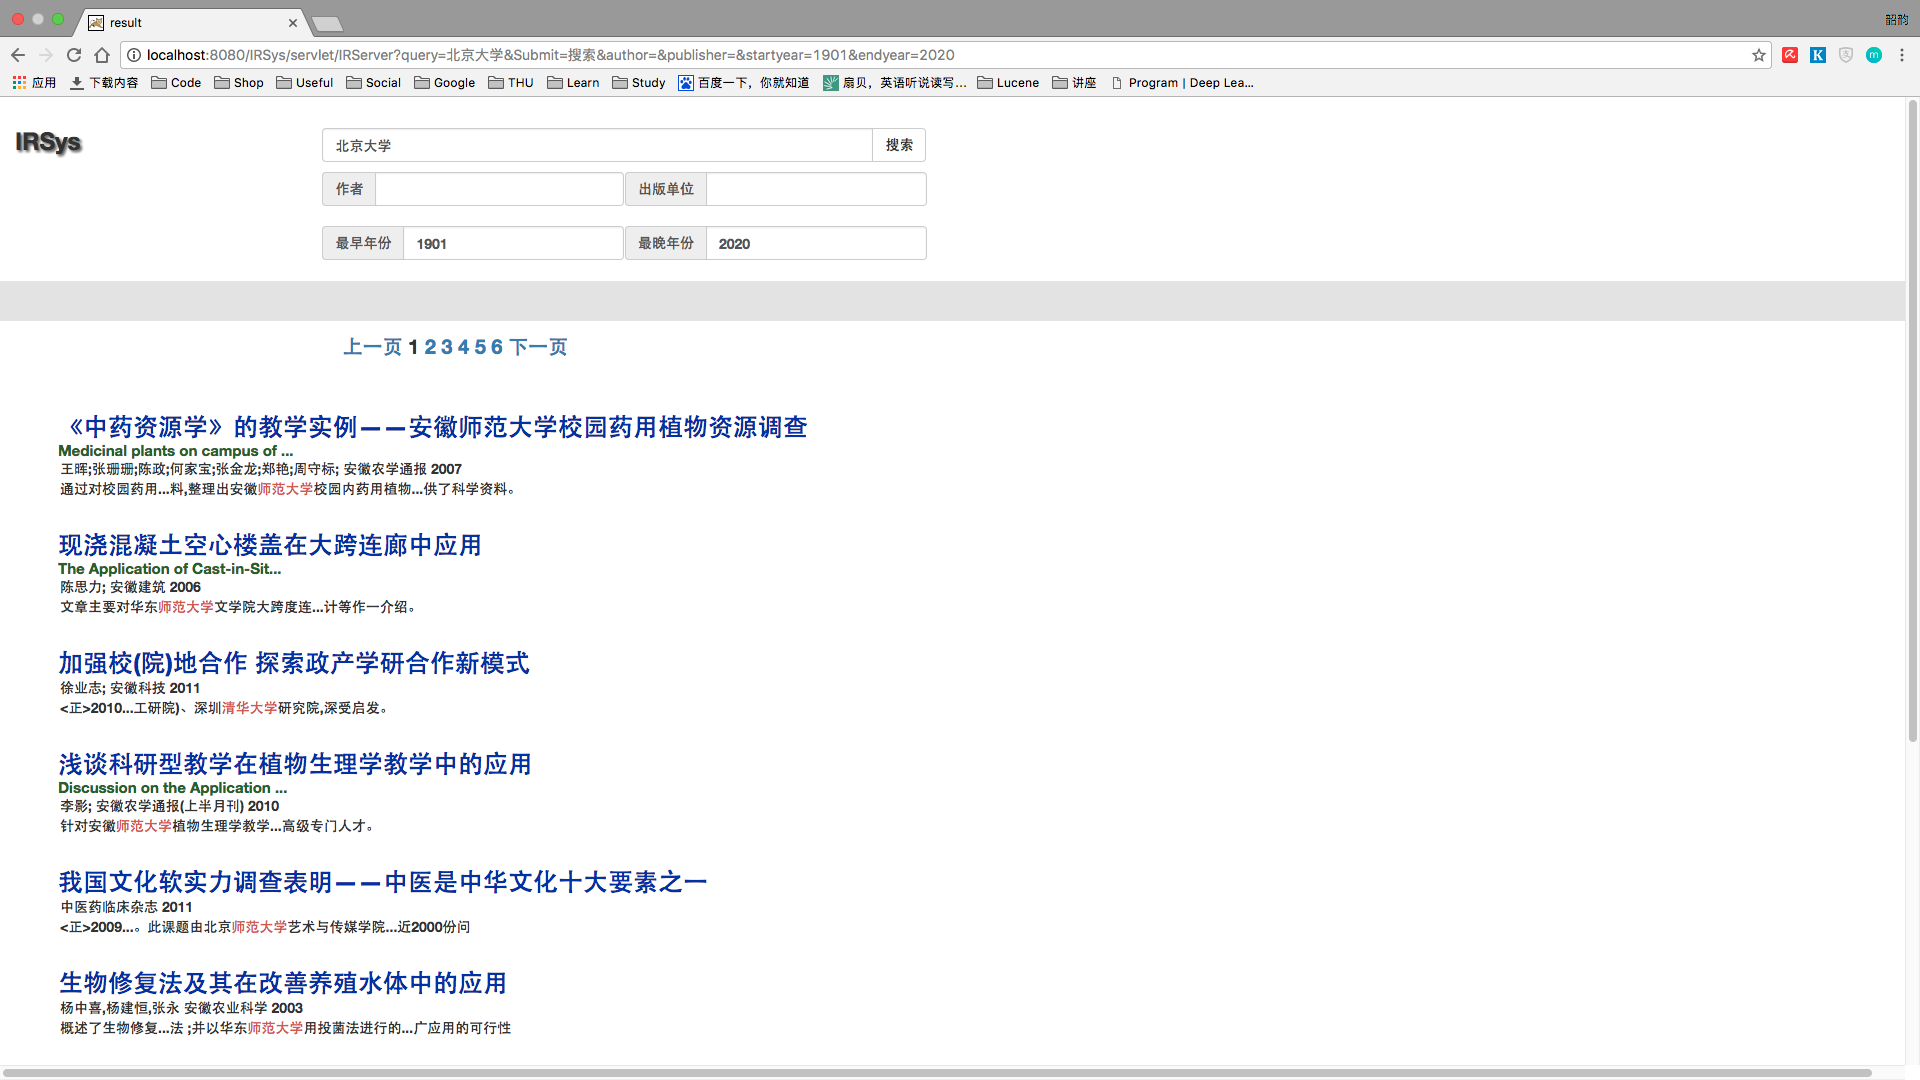 result
韶韵
localhost:8080/IRSys/servlet/IRServer?query=北京大学&Submit=搜索&author=&publisher=&startyear=1901&endyear=2020
应用 下载内容 Code Shop Useful Social Google THU Learn Study 百度一下，你就知道 扇贝，英语听说读写... Lucene 讲座 Program | Deep Lea...
IRSys
北京大学 搜索
作者 出版单位
最早年份 1901 最晚年份 2020
上一页 1 2 3 4 5 6 下一页
《中药资源学》的教学实例——安徽师范大学校园药用植物资源调查
Medicinal plants on campus of ...
王晖;张珊珊;陈政;何家宝;张金龙;郑艳;周守标; 安徽农学通报 2007
通过对校园药用...料,整理出安徽师范大学校园内药用植物...供了科学资料。
现浇混凝土空心楼盖在大跨连廊中应用
The Application of Cast-in-Sit...
陈思力; 安徽建筑 2006
文章主要对华东师范大学文学院大跨度连...计等作一介绍。
加强校(院)地合作 探索政产学研合作新模式
徐业志; 安徽科技 2011
<正>2010...工研院)、深圳清华大学研究院,深受启发。
浅谈科研型教学在植物生理学教学中的应用
Discussion on the Application ...
李影; 安徽农学通报(上半月刊) 2010
针对安徽师范大学植物生理学教学...高级专门人才。
我国文化软实力调查表明——中医是中华文化十大要素之一
中医药临床杂志 2011
<正>2009...。此课题由北京师范大学艺术与传媒学院...近2000份问
生物修复法及其在改善养殖水体中的应用
杨中喜,杨建恒,张永 安徽农业科学 2003
概述了生物修复...法 ;并以华东师范大学用投菌法进行的...广应用的可行性